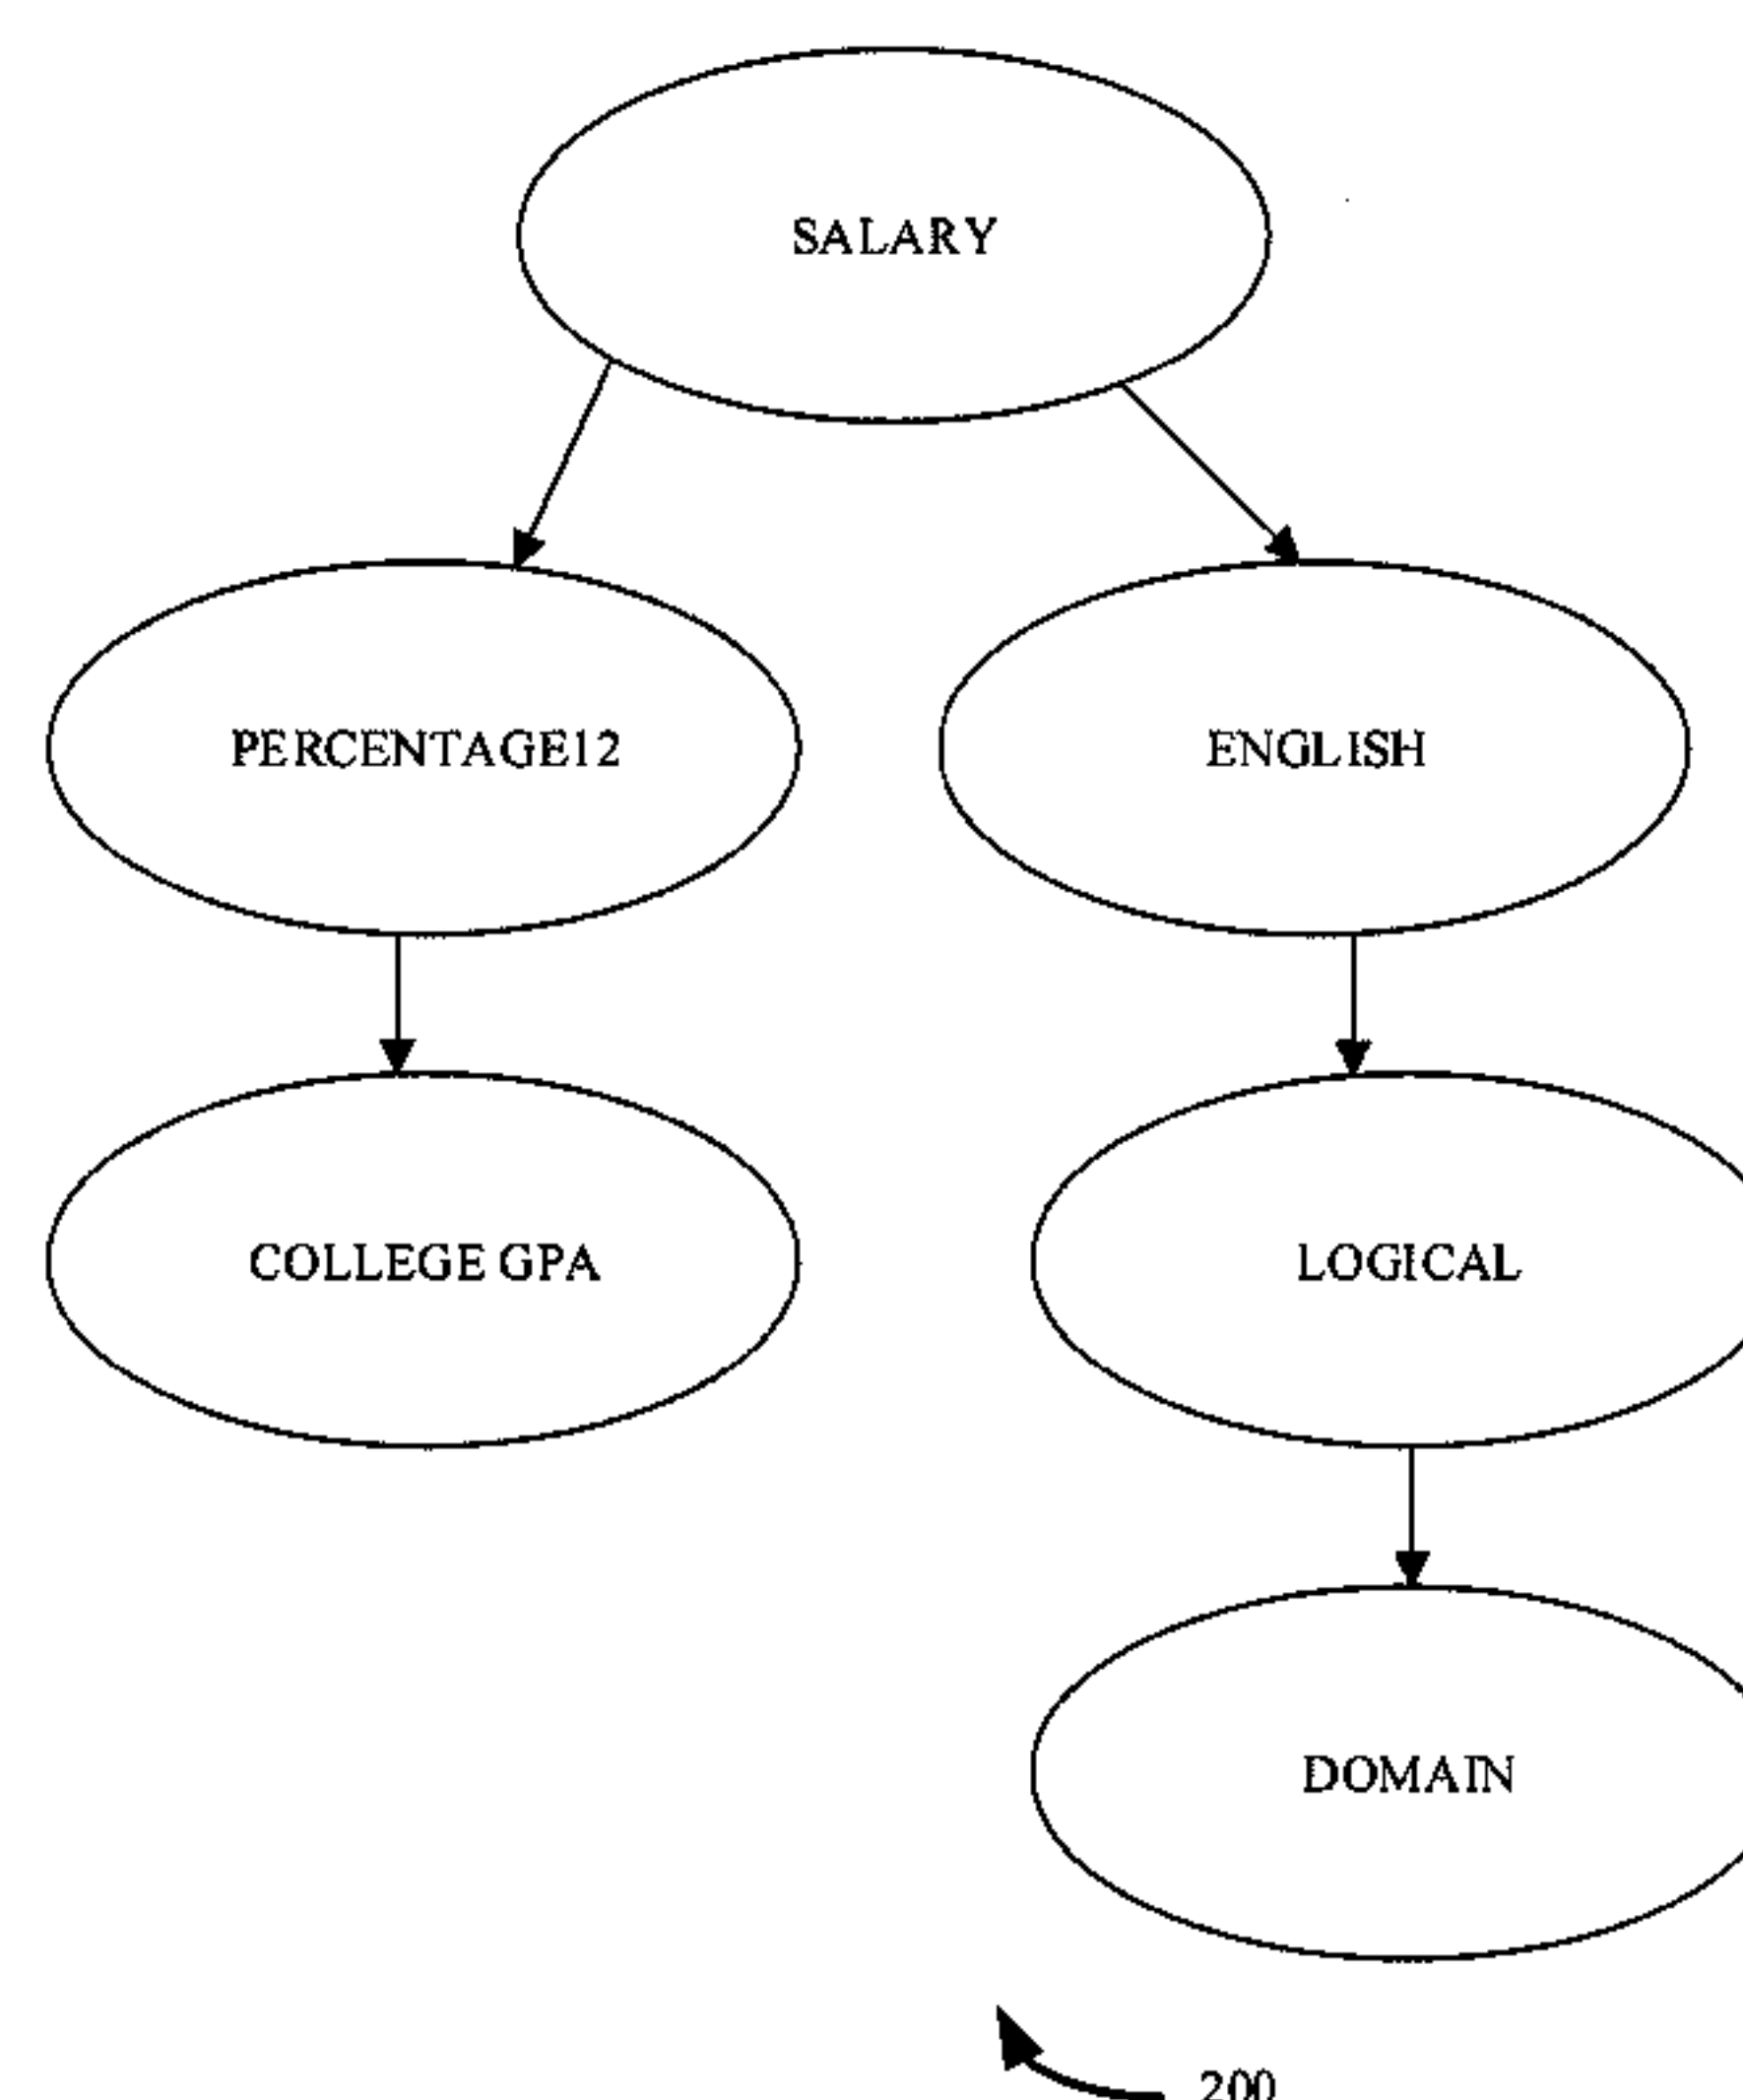 SALARY
PERCENTAGE12
ENGLISH
COLLEGE GPA
LOGICAL
DOMAIN
200